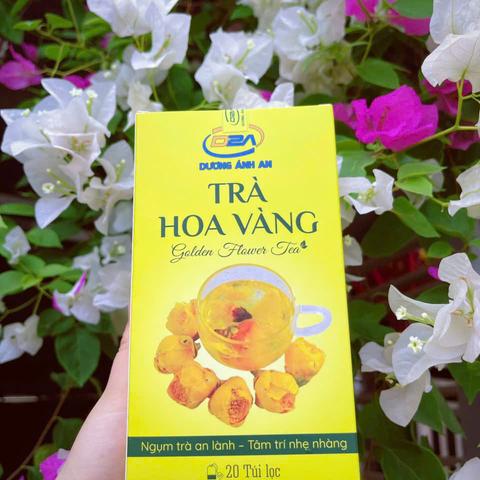 D2A
DƯƠNG ÁNH AN
TRÀ
HOA VÀNG
Golden Flower Tea
Ngụm trà an lành – Tâm trí nhẹ nhàng
20 Túi lọc